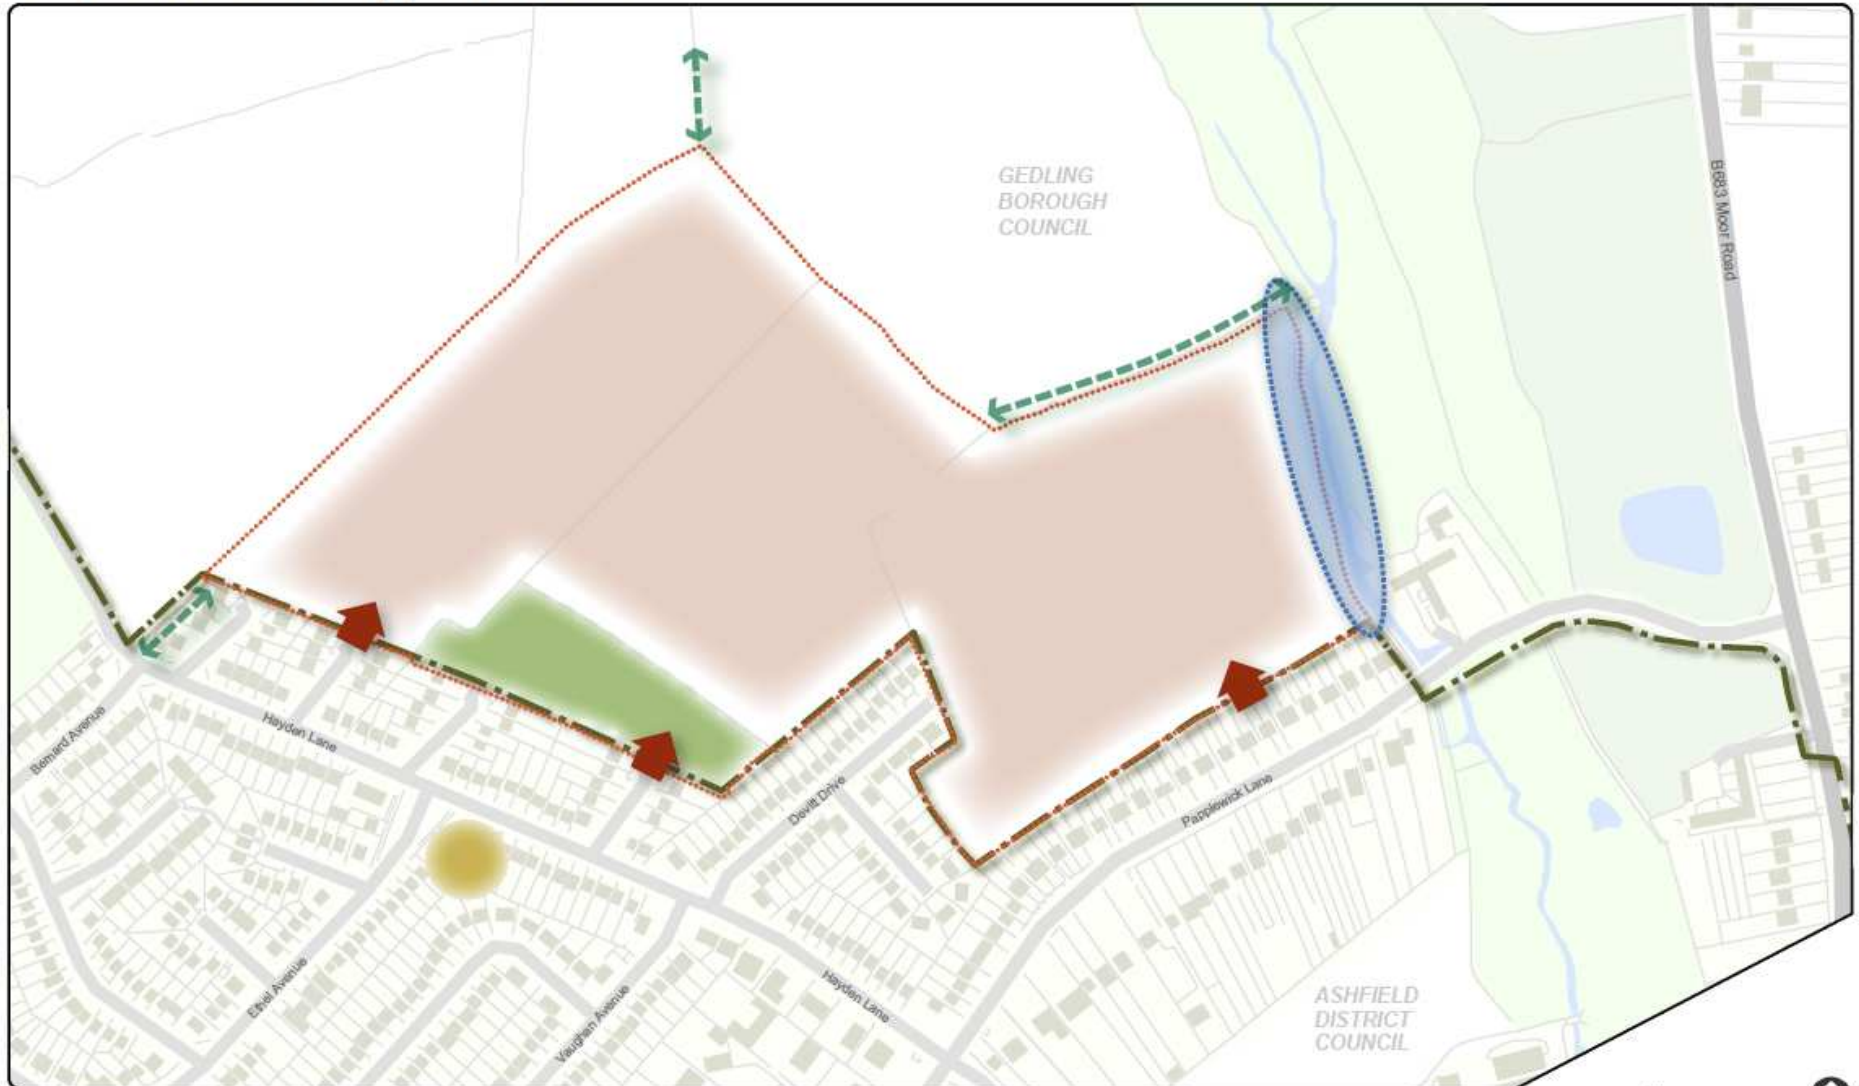 GEDLING
BOROUGH
COUNCIL
B683 Moor Road
Bernard Avenue
Hayden Lane
Devitt Drive
Papplewick Lane
Ethel Avenue
Vaughan Avenue
Hayden Lane
ASHFIELD
DISTRICT
COUNCIL